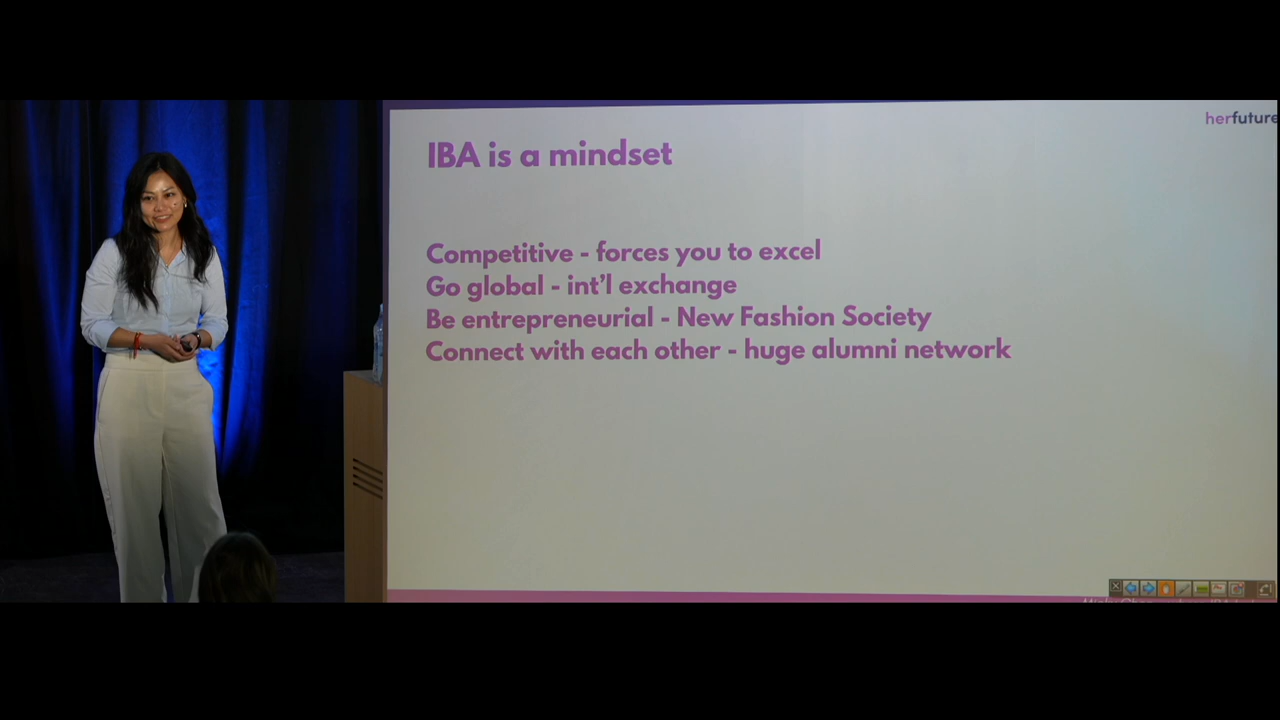 herfuture
IBA is a mindset
Competitive - forces you to excel
Go global - int’l exchange
Be entrepreneurial - New Fashion Society
Connect with each other - huge alumni network